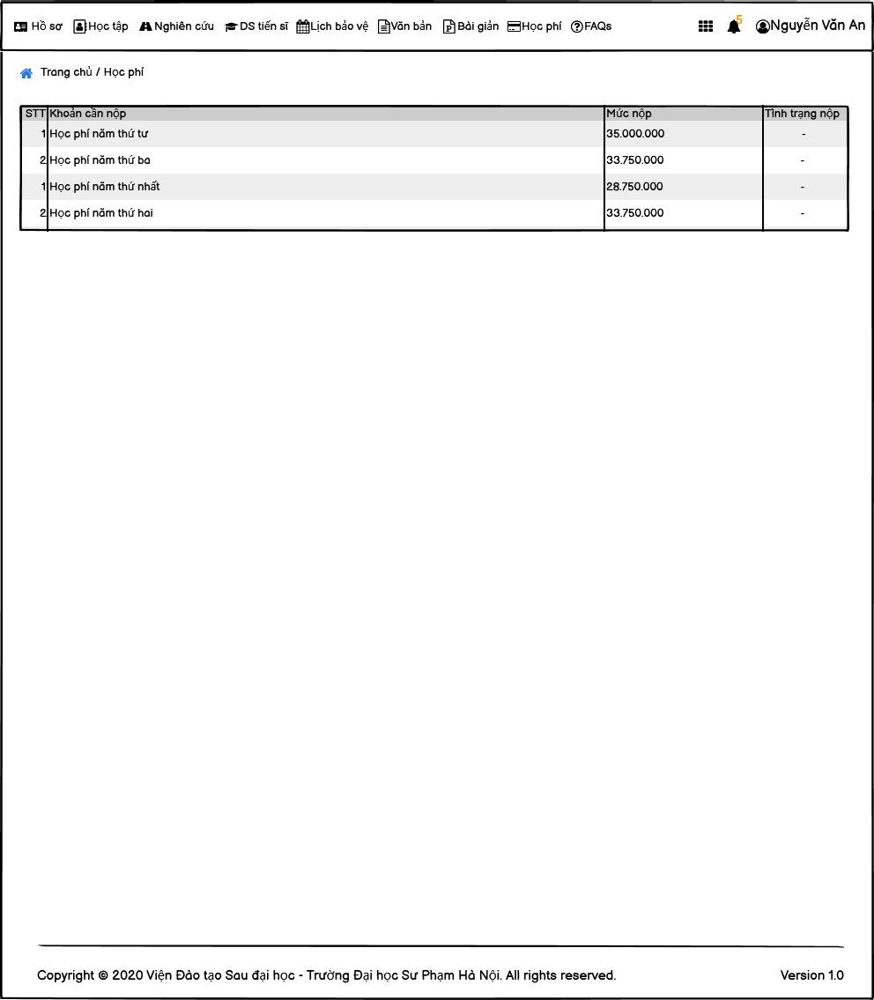 Hồ sơ Học tập Nghiên cứu DS tiến sĩ Lịch bảo vệ Văn bản Bài giản Học phí FAQs 5 Nguyễn Văn An
Trang chủ / Học phí
STT Khoản cần nộp Mức nộp Tình trạng nộp
1 Học phí năm thứ tư 35.000.000 -
2 Học phí năm thứ ba 33.750.000 -
1 Học phí năm thứ nhất 28.750.000 -
2 Học phí năm thứ hai 33.750.000 -
Copyright © 2020 Viện Đào tạo Sau đại học - Trường Đại học Sư Phạm Hà Nội. All rights reserved. Version 1.0